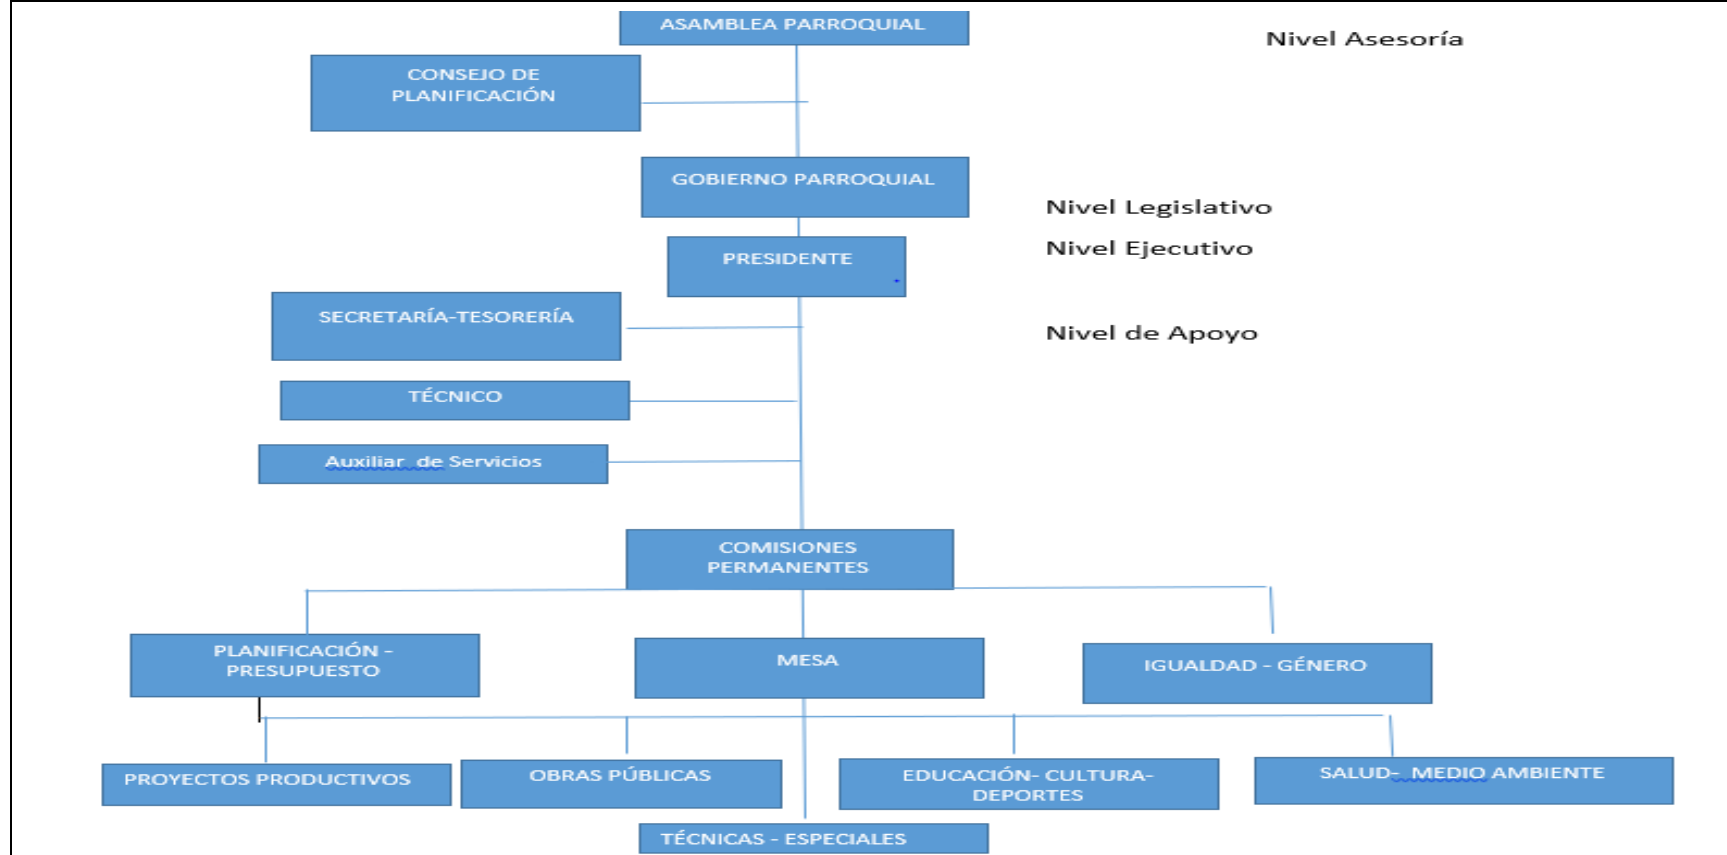 ASAMBLEA PARROQUIAL
Nivel Asesoría
CONSEJO DE
PLANIFICACIÓN
GOBIERNO PARROQUIAL
Nivel Legislativo
Nivel Ejecutivo
PRESIDENTE
SECRETARÍA-TESORERÍA
Nivel de Apoyo
TÉCNICO
Auxiliar de Servicios
COMISIONES
PERMANENTES
PLANIFICACIÓN -
PRESUPUESTO
MESA
IGUALDAD - GÉNERO
PROYECTOS PRODUCTIVOS
OBRAS PÚBLICAS
EDUCACIÓN- CULTURA-
DEPORTES
SALUD- MEDIO AMBIENTE
TÉCNICAS - ESPECIALES